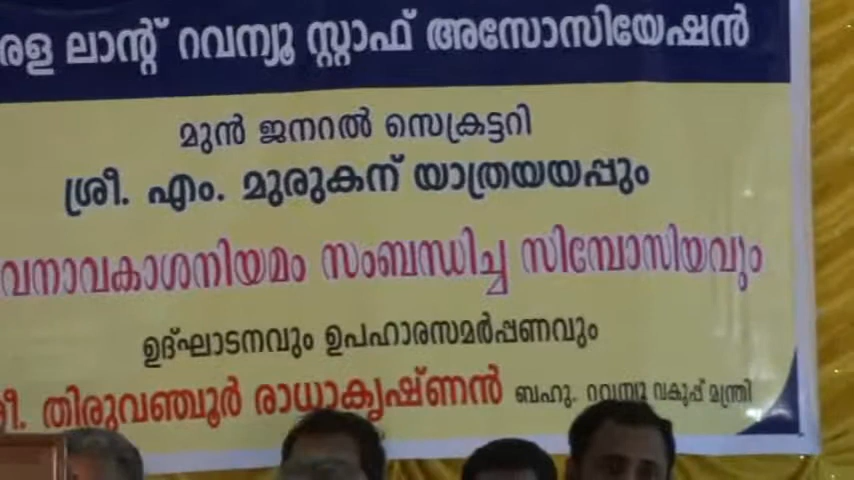 രള ലാന്റ് റവന്യൂ സ്റ്റാഫ് അസോസിയേഷൻ
മുൻ ജനറൽ സെക്രട്ടറി
ശ്രീ. എം. മുരുകന് യാത്രയയപ്പും
വനാവകാശനിയമം സംബന്ധിച്ച സിമ്പോസിയവും
ഉദ്ഘാടനവും ഉപഹാരസമർപ്പണവും
തിരുവഞ്ചൂർ രാധാകൃഷ്ണൻ ബഹു. റവന്യൂ വകുപ്പ് മന്ത്രി